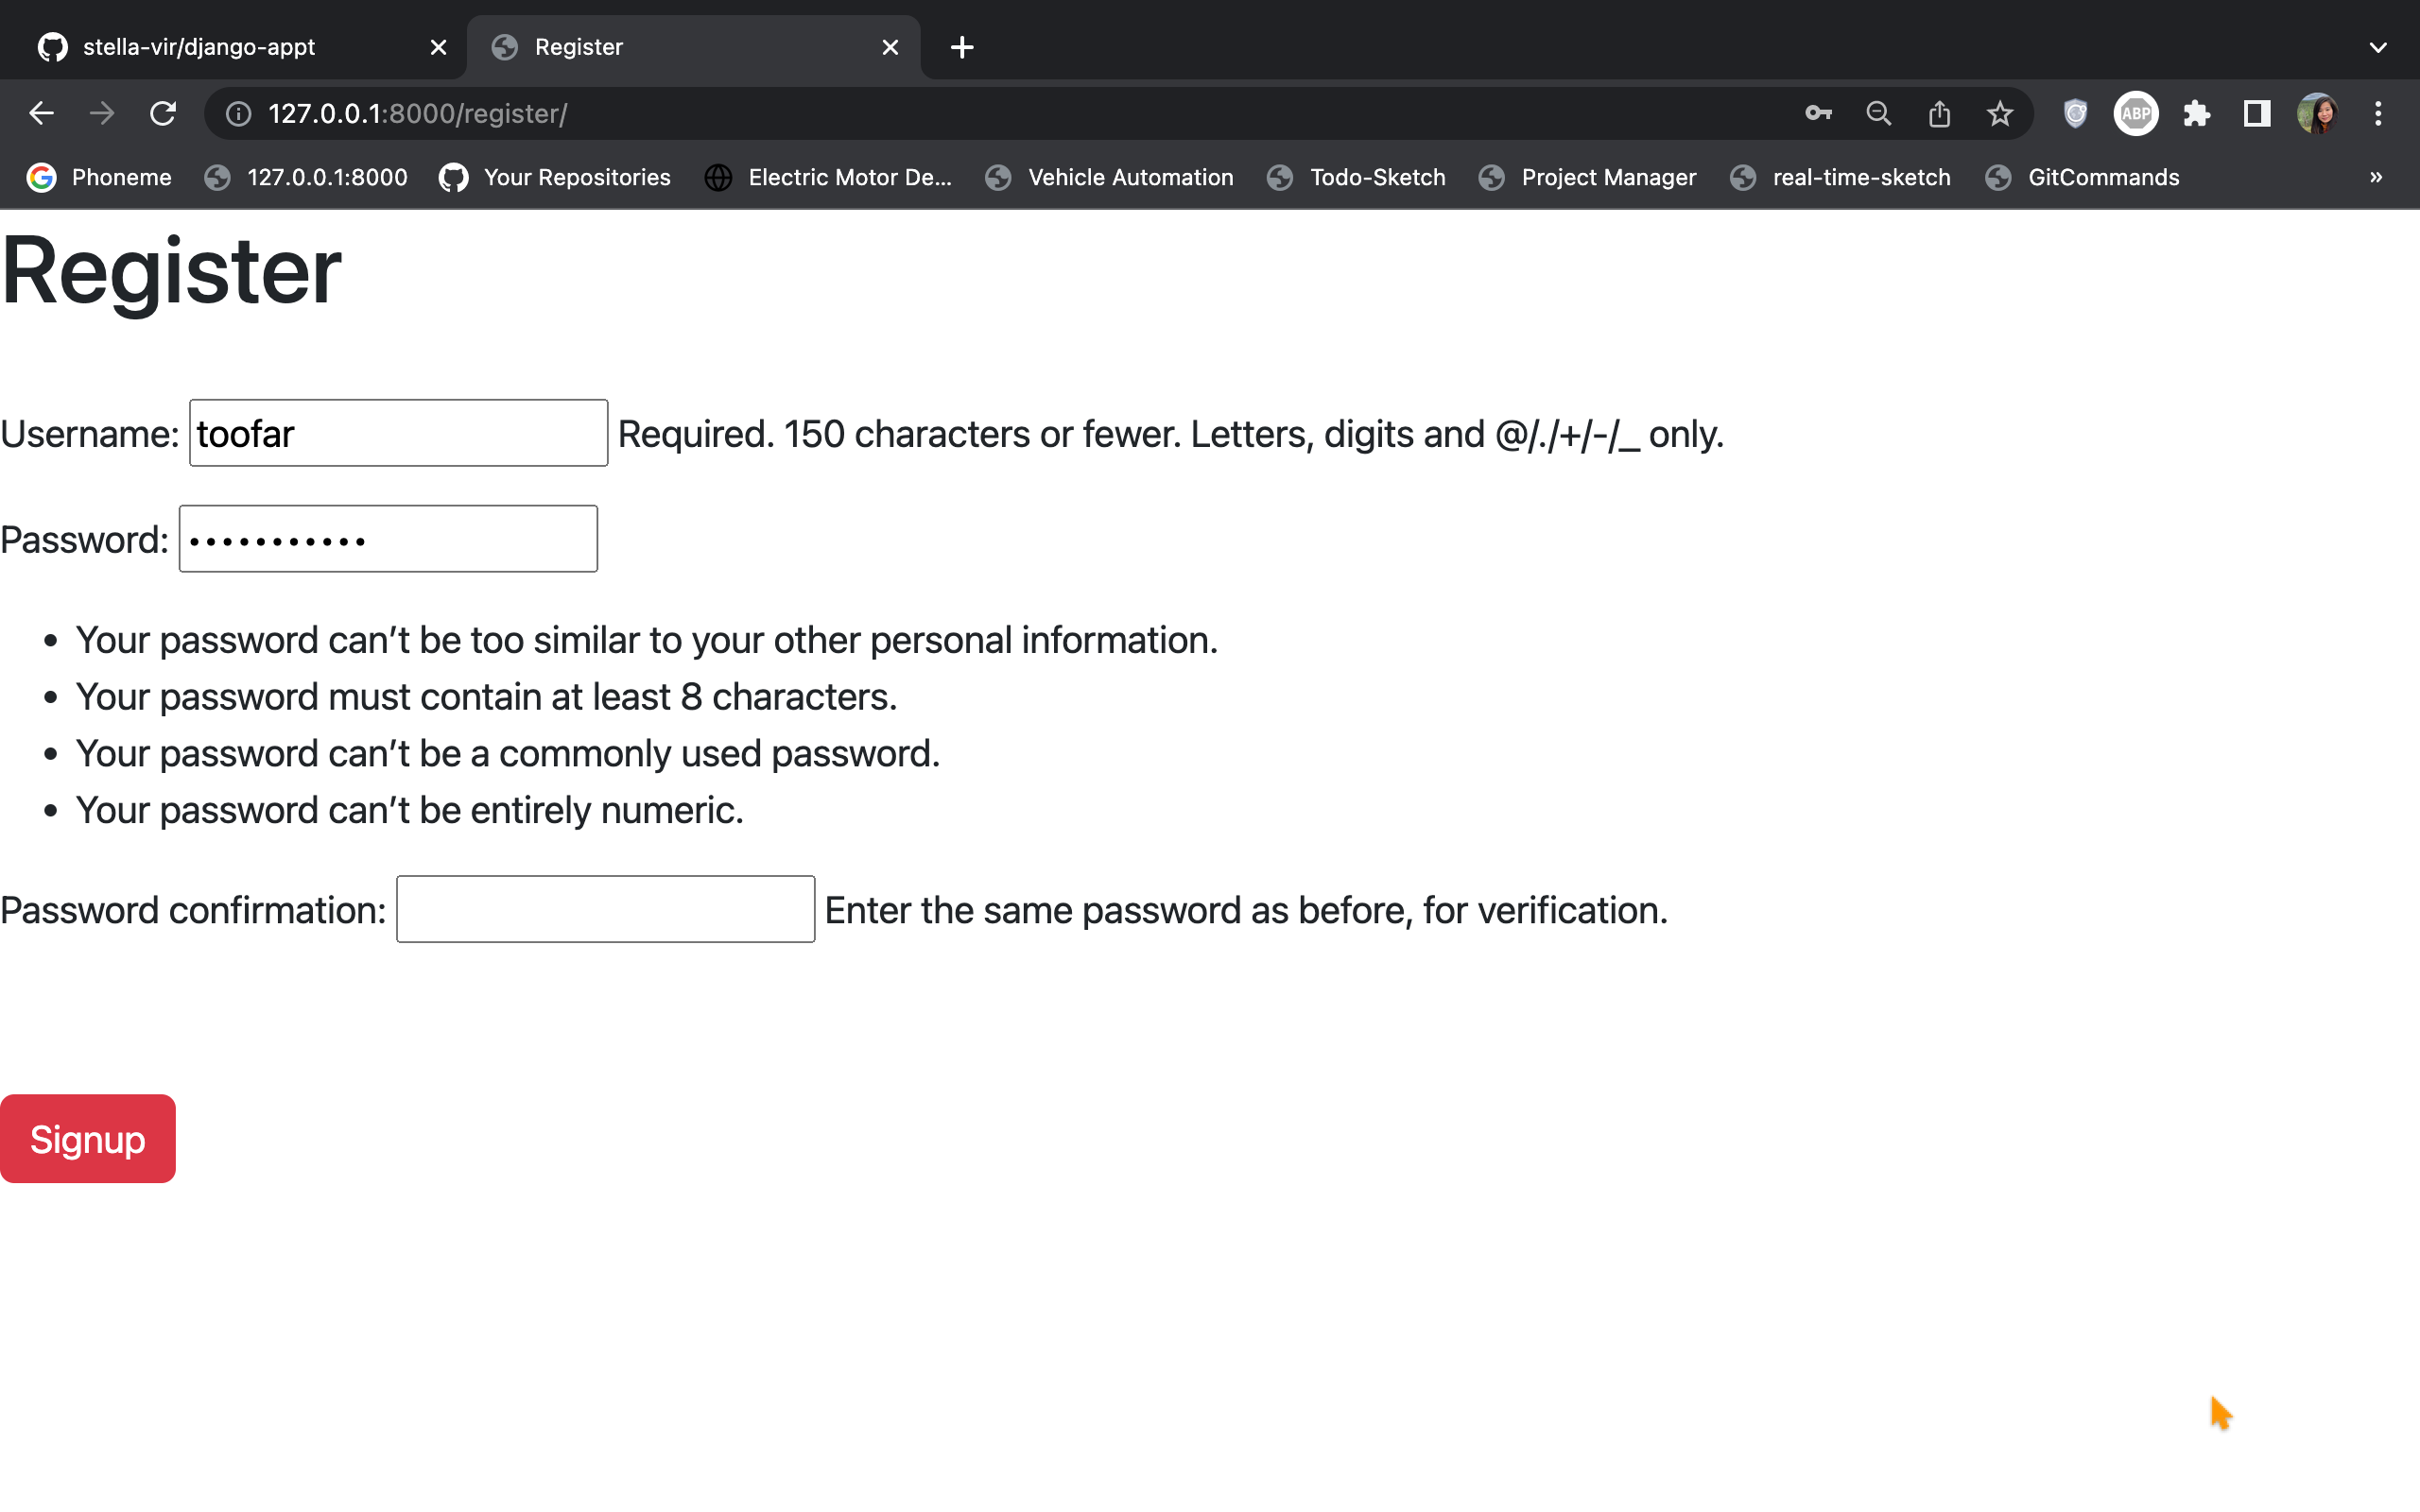 stella-vir/django-appt
Register
127.0.0.1:8000/register/
ABP
Phoneme 127.0.0.1:8000 Your Repositories Electric Motor De... Vehicle Automation Todo-Sketch Project Manager real-time-sketch GitCommands »
Register
Username: toofar Required. 150 characters or fewer. Letters, digits and @/./+/-/_ only.
Password: •••••••••••
• Your password can’t be too similar to your other personal information.
• Your password must contain at least 8 characters.
• Your password can’t be a commonly used password.
• Your password can’t be entirely numeric.
Password confirmation: Enter the same password as before, for verification.
Signup